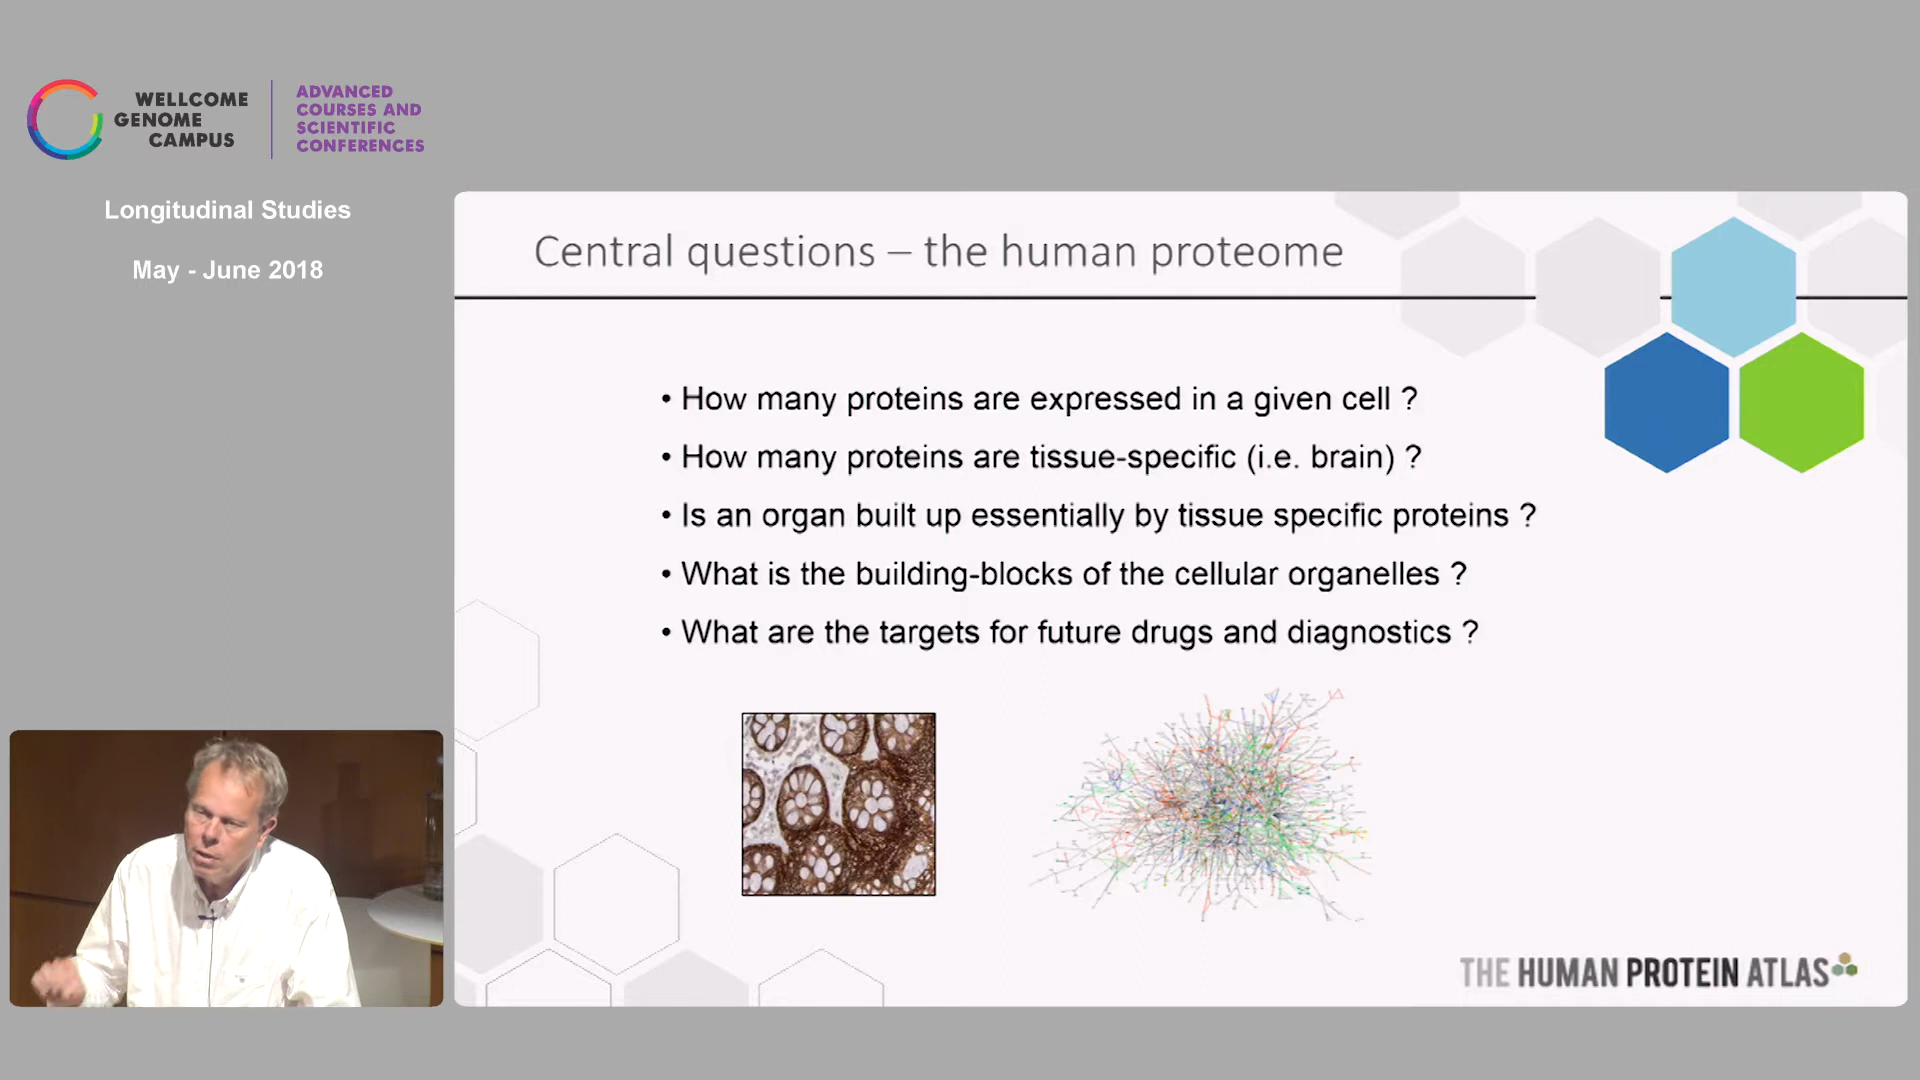 WELLCOME
GENOME
CAMPUS
ADVANCED
COURSES AND
SCIENTIFIC
CONFERENCES
Longitudinal Studies
May - June 2018
Central questions – the human proteome
• How many proteins are expressed in a given cell ?
• How many proteins are tissue-specific (i.e. brain) ?
• Is an organ built up essentially by tissue specific proteins ?
• What is the building-blocks of the cellular organelles ?
• What are the targets for future drugs and diagnostics ?
THE HUMAN PROTEIN ATLAS